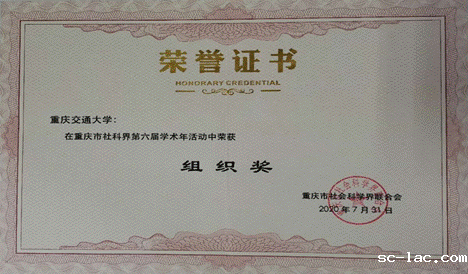 荣誉证书
HONORARY CREDENTIAL
重庆交通大学：
在重庆市社科界第六届学术年活动中荣获
组织奖
重庆市社会科学界联合会
2020年7月31日
sc-lac.com